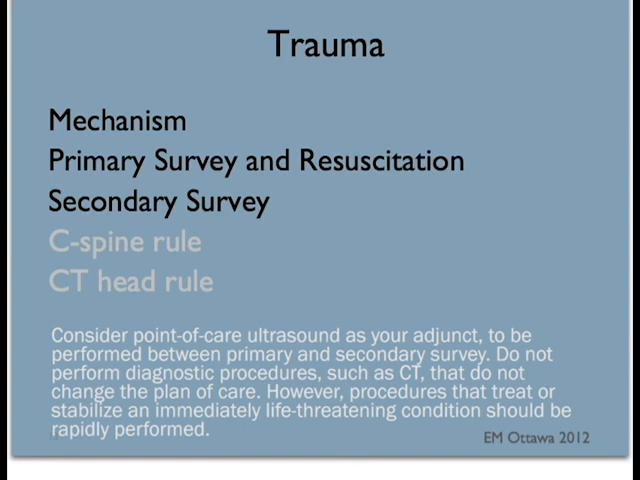 Trauma
Mechanism
Primary Survey and Resuscitation
Secondary Survey
C-spine rule
CT head rule
Consider point-of-care ultrasound as your adjunct, to be
performed between primary and secondary survey. Do not
perform diagnostic procedures, such as CT, that do not
change the plan of care. However, procedures that treat or
stabilize an immediately life-threatening condition should be
rapidly performed.
EM Ottawa 2012